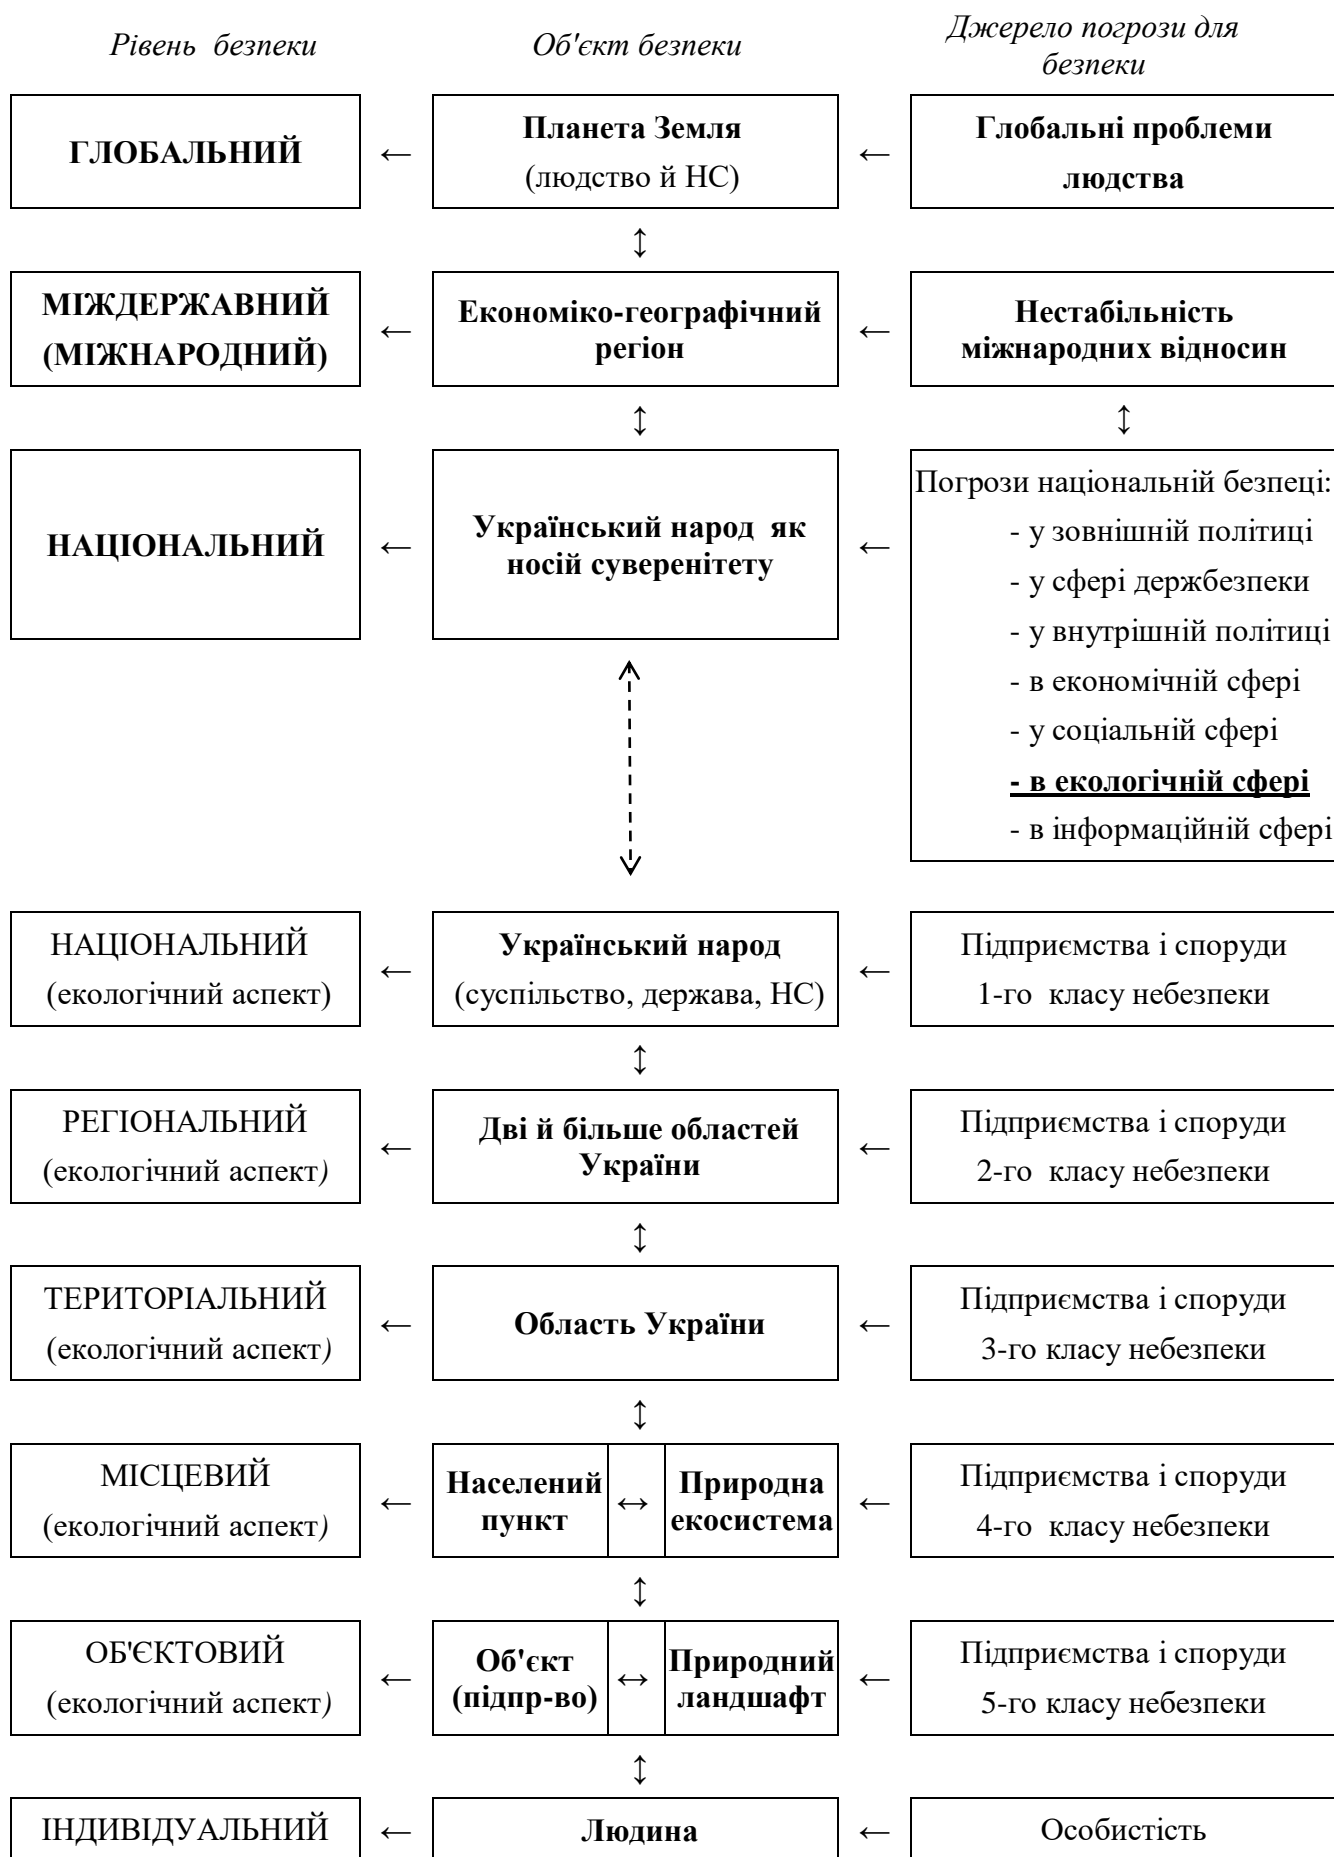 Рівень безпеки
Об'єкт безпеки
Джерело погрози для
безпеки
ГЛОБАЛЬНИЙ
←
Планета Земля
(людство й НС)
←
Глобальні проблеми
людства
↕
МІЖДЕРЖАВНИЙ
(МІЖНАРОДНИЙ)
←
Економіко-географічний
регіон
←
Нестабільність
міжнародних відносин
↕
↕
НАЦІОНАЛЬНИЙ
←
Український народ як
носій суверенітету
←
Погрози національній безпеці:
- у зовнішній політиці
- у сфері держбезпеки
- у внутрішній політиці
- в економічній сфері
- у соціальній сфері
- в екологічній сфері
- в інформаційній сфері
НАЦІОНАЛЬНИЙ
(екологічний аспект)
←
Український народ
(суспільство, держава, НС)
←
Підприємства і споруди
1-го класу небезпеки
↕
РЕГІОНАЛЬНИЙ
(екологічний аспект)
←
Дві й більше областей
України
←
Підприємства і споруди
2-го класу небезпеки
↕
ТЕРИТОРІАЛЬНИЙ
(екологічний аспект)
←
Область України
←
Підприємства і споруди
3-го класу небезпеки
↕
МІСЦЕВИЙ
(екологічний аспект)
←
Населений
пункт
↔
Природна
екосистема
←
Підприємства і споруди
4-го класу небезпеки
↕
ОБ'ЄКТОВИЙ
(екологічний аспект)
←
Об'єкт
(підпр-во)
↔
Природний
ландшафт
←
Підприємства і споруди
5-го класу небезпеки
↕
ІНДИВІДУАЛЬНИЙ
←
Людина
←
Особистість